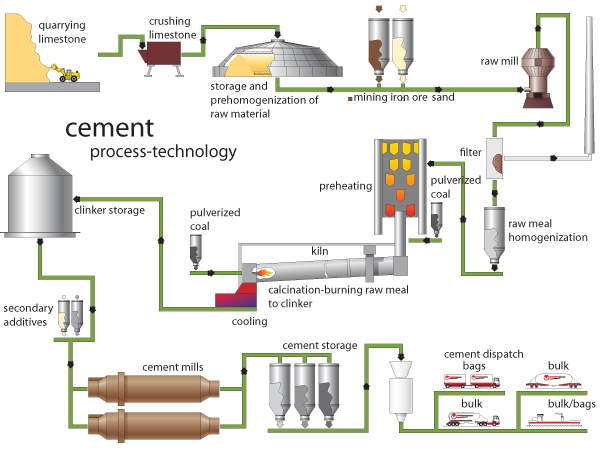 quarrying
limestone
crushing
limestone
storage and
prehomogenization of
raw material
mining iron ore sand
raw mill
cement
process-technology
filter
preheating
pulverized
coal
raw meal
homogenization
clinker storage
pulverized
coal
kiln
calcination-burning raw meal
to clinker
cooling
secondary
additives
cement mills
cement storage
cement dispatch
bags
bulk
bulk
bulk/bags